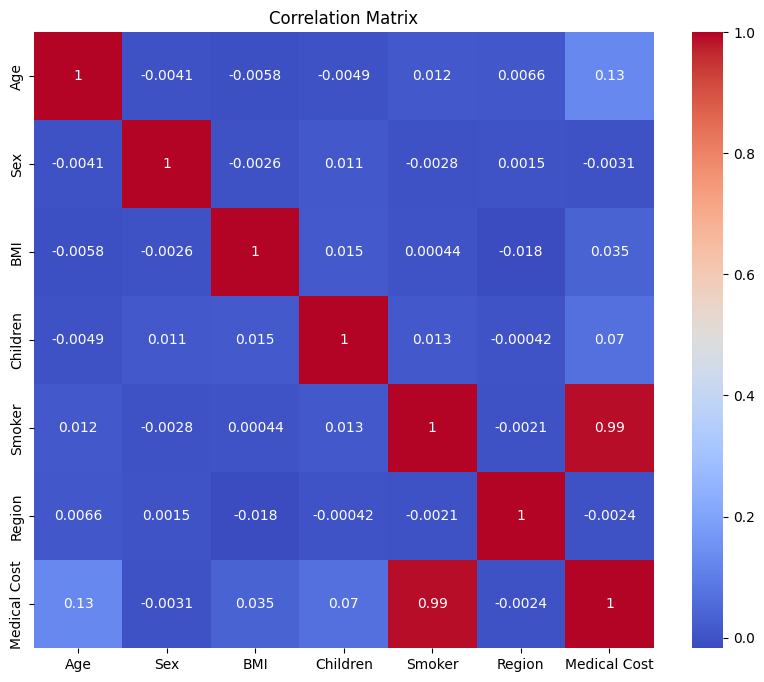 Correlation Matrix
Age 1 -0.0041 -0.0058 -0.0049 0.012 0.0066 0.13
Sex -0.0041 1 -0.0026 0.011 -0.0028 0.0015 -0.0031
BMI -0.0058 -0.0026 1 0.015 0.00044 -0.018 0.035
Children -0.0049 0.011 0.015 1 0.013 -0.00042 0.07
Smoker 0.012 -0.0028 0.00044 0.013 1 -0.0021 0.99
Region 0.0066 0.0015 -0.018 -0.00042 -0.0021 1 -0.0024
Medical Cost 0.13 -0.0031 0.035 0.07 0.99 -0.0024 1
Age Sex BMI Children Smoker Region Medical Cost
1.0
0.8
0.6
0.4
0.2
0.0